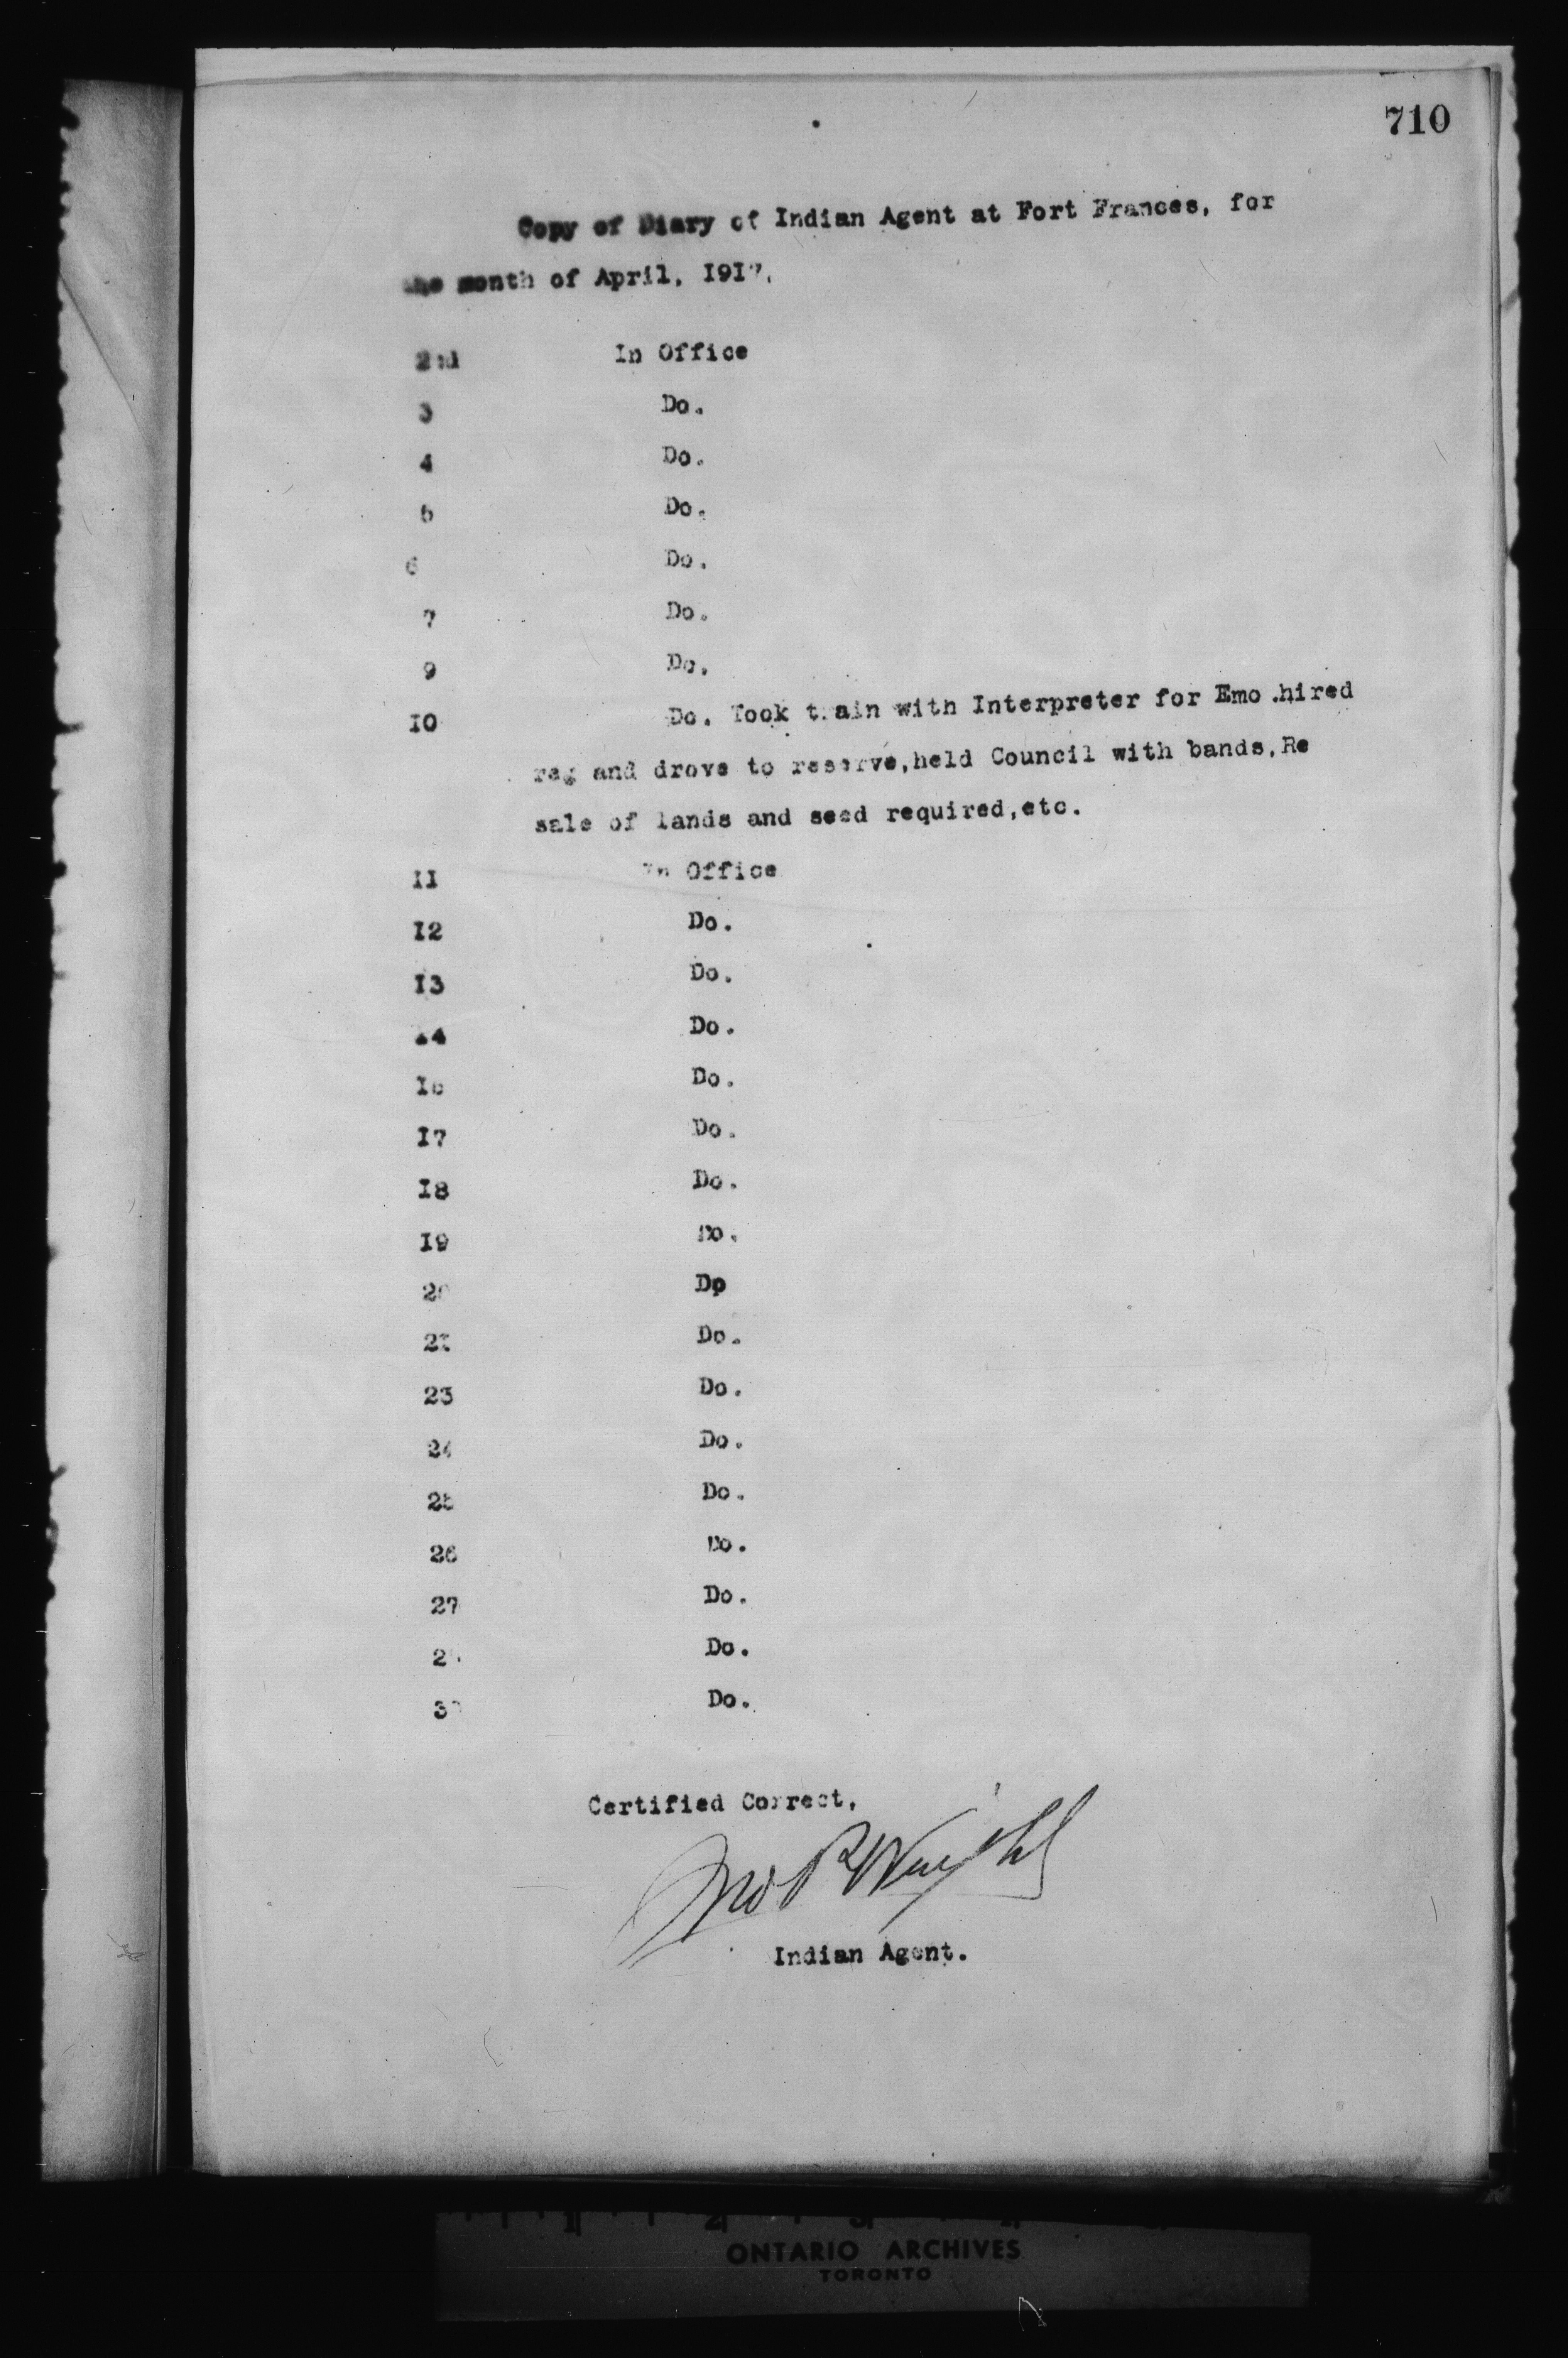 710
Copy of Diary of Indian Agent at Fort Frances, for
the month of April, 1917,
2nd In Office
3 Do.
4 Do.
5 Do.
6 Do.
7 Do.
9 Do.
10 Do. Took train with Interpreter for Emo .hired
reg and drove to reserve,held Council with bands,Re
sale of lands and seed required,etc.
11 In Office
12 Do.
13 Do.
14 Do.
16 Do.
17 Do.
18 Do.
19 Do.
20 Dp
21 Do.
23 Do.
24 Do.
25 Do.
26 Do.
27 Do.
28 Do.
30 Do.
Certified Correct,
Jno P Wright
Indian Agent.
ONTARIO ARCHIVES
TORONTO